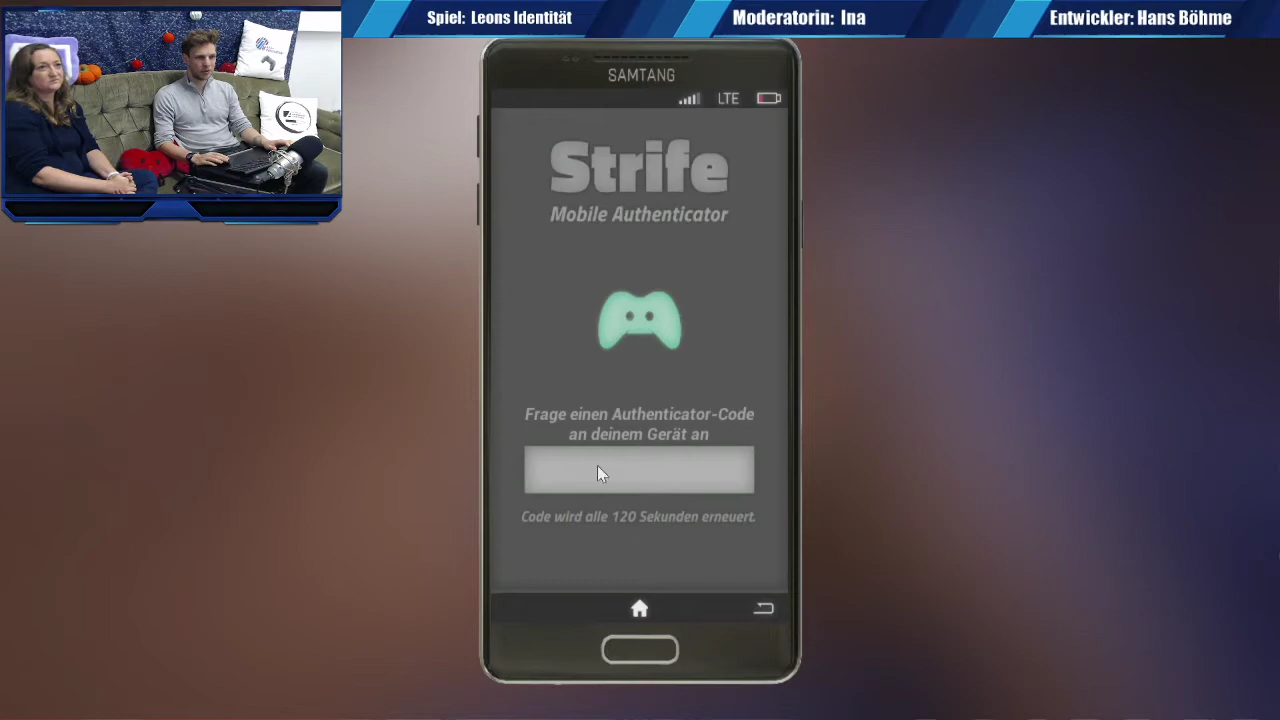 Spiel: Leons Identität
Moderatorin: Ina
Entwickler: Hans Böhme
SAMTANG
LTE
Strife
Mobile Authenticator
Frage einen Authenticator-Code
an deinem Gerät an
Code wird alle 120 Sekunden erneuert.